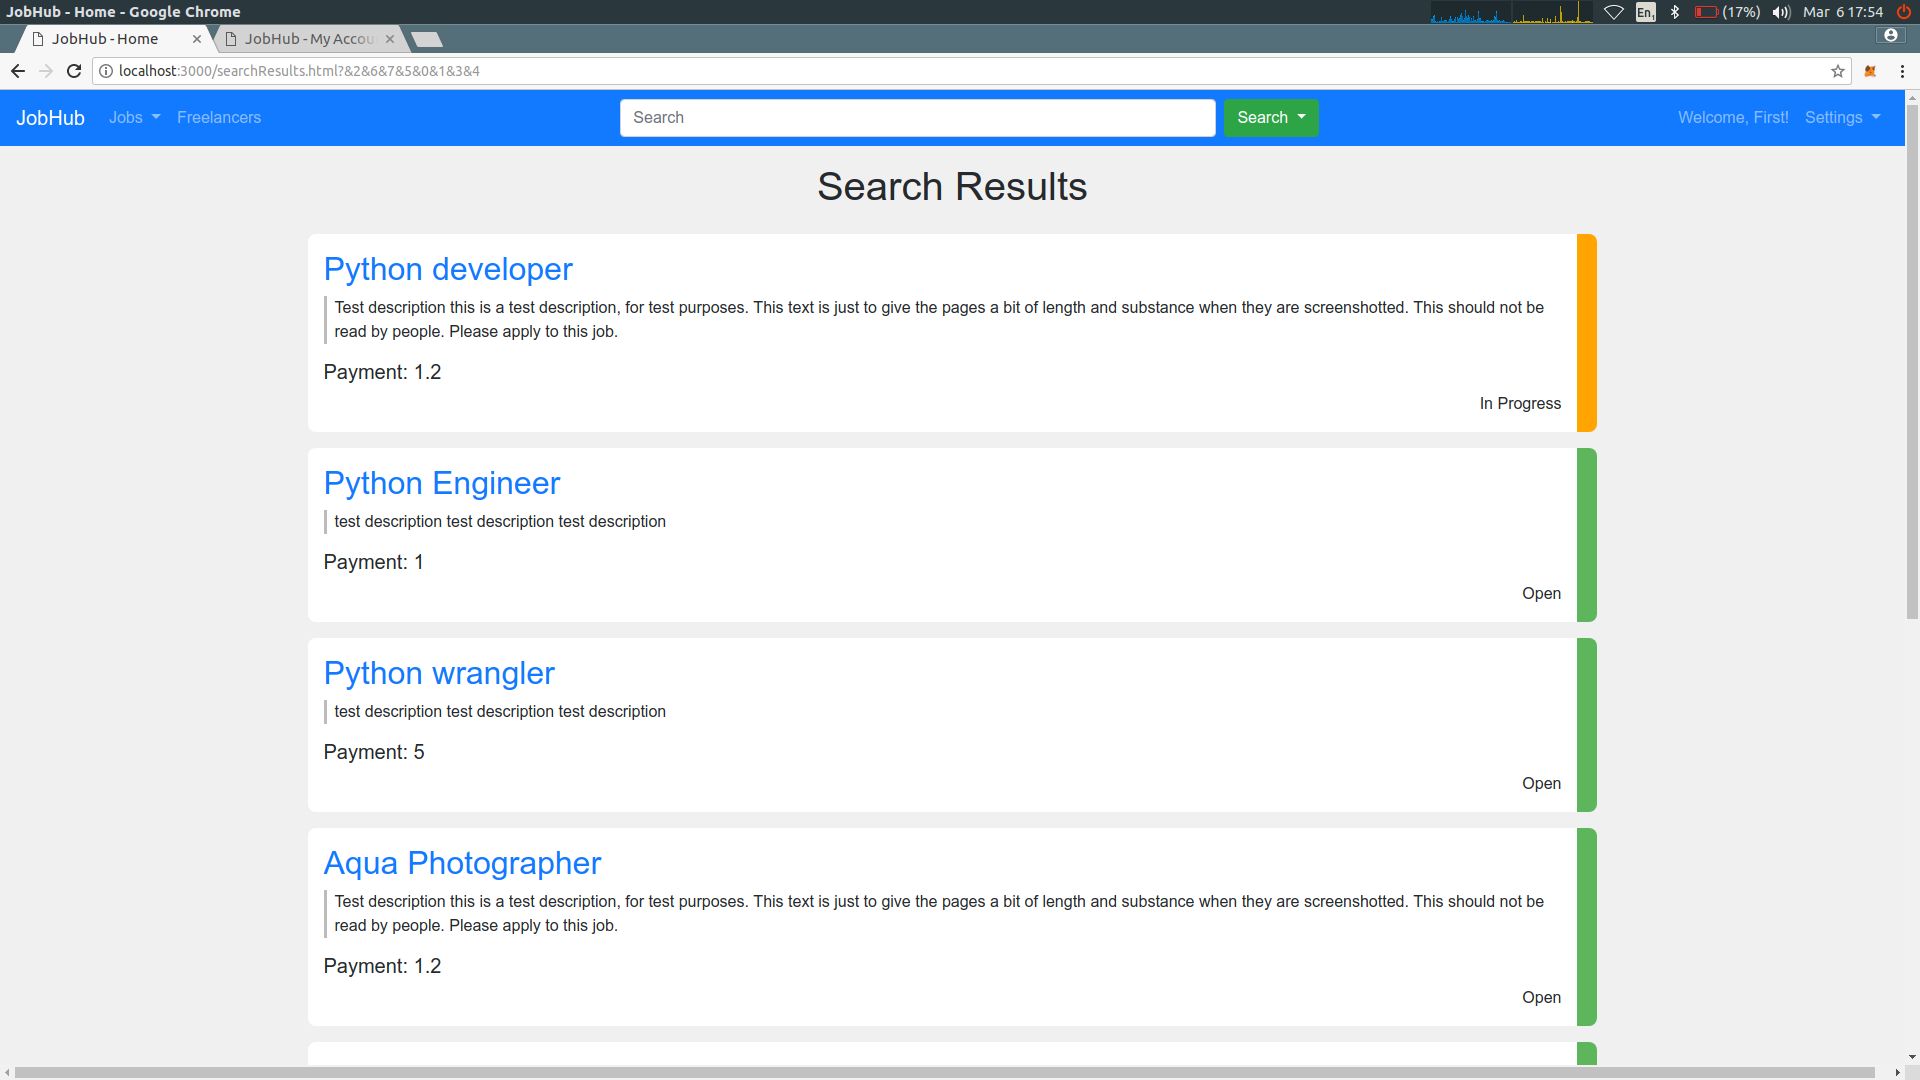 JobHub - Home - Google Chrome
En1
(17%)
Mar 6 17:54
JobHub - Home
JobHub - My Accou
localhost:3000/searchResults.html?&2&6&7&5&0&1&3&4
JobHub
Jobs
Freelancers
Search
Search
Welcome, First!
Settings
Search Results
Python developer
Test description this is a test description, for test purposes. This text is just to give the pages a bit of length and substance when they are screenshotted. This should not be
read by people. Please apply to this job.
Payment: 1.2
In Progress
Python Engineer
test description test description test description
Payment: 1
Open
Python wrangler
test description test description test description
Payment: 5
Open
Aqua Photographer
Test description this is a test description, for test purposes. This text is just to give the pages a bit of length and substance when they are screenshotted. This should not be
read by people. Please apply to this job.
Payment: 1.2
Open